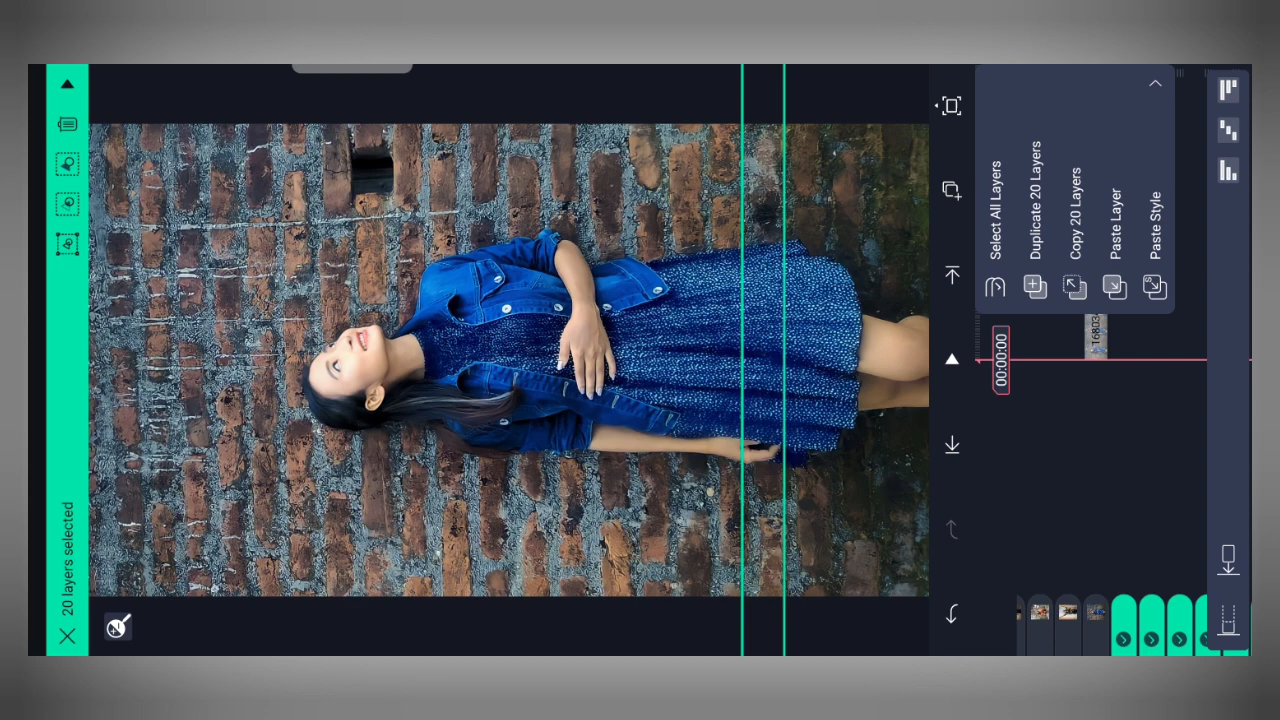 20 layers selected
Select All Layers
Duplicate 20 Layers
Copy 20 Layers
Paste Layer
Paste Style
S
00:00:00